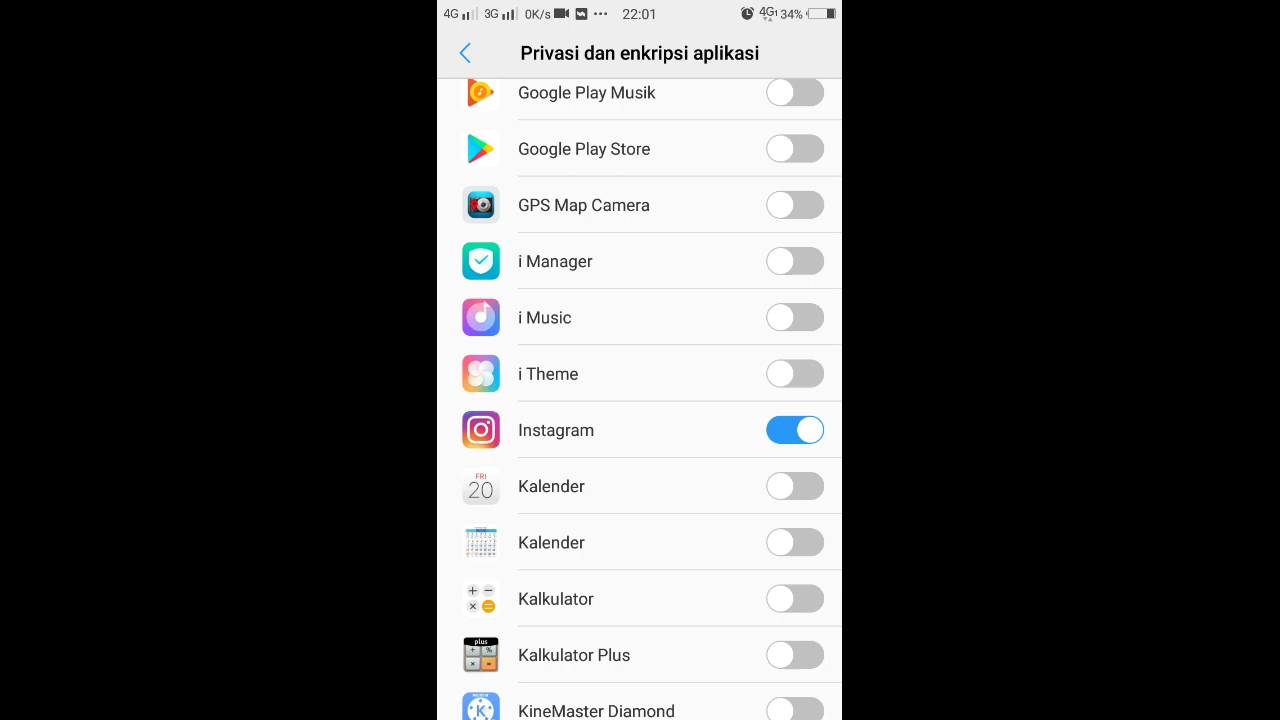 4G 3G 0K/s ... 22:01 4G1 34%
Privasi dan enkripsi aplikasi
Google Play Musik
Google Play Store
GPS Map Camera
i Manager
i Music
i Theme
Instagram
FRI
20
Kalender
Kalender
Kalkulator
plus
Kalkulator Plus
K
KineMaster Diamond